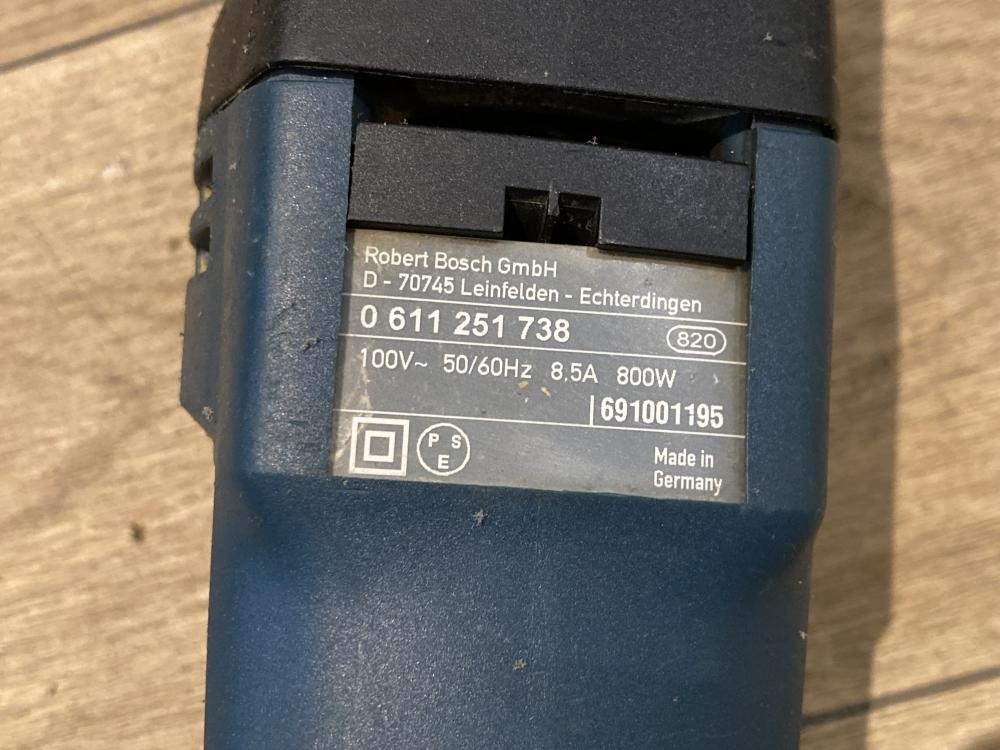 Robert Bosch GmbH
D - 70745 Leinfelden - Echterdingen
0 611 251 738 820
100V~ 50/60Hz 8,5A 800W
691001195
P S E
Made in
Germany